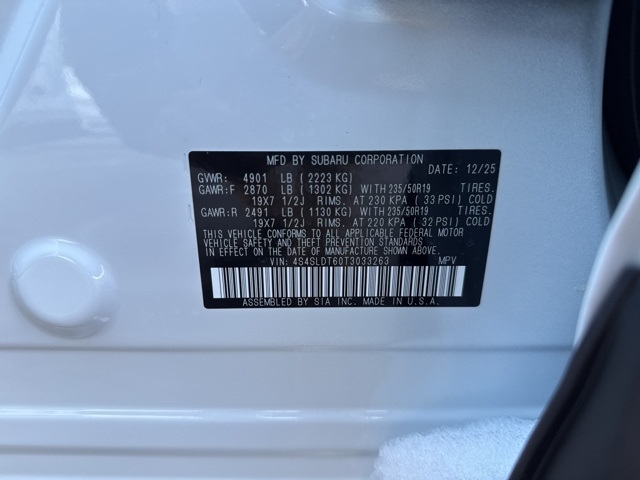 MFD BY SUBARU CORPORATION DATE: 12/25
GVWR: 4901 LB (2223 KG)
GAWR:F 2870 LB (1302 KG) WITH 235/50R19 TIRES.
19X7 1/2J RIMS. AT 230 KPA (33 PSI) COLD
GAWR:R 2491 LB (1130 KG) WITH 235/50R19 TIRES.
19X7 1/2J RIMS. AT 220 KPA (32 PSI) COLD
THIS VEHICLE CONFORMS TO ALL APPLICABLE FEDERAL MOTOR
VEHICLE SAFETY AND THEFT PREVENTION STANDARDS
IN EFFECT ON THE DATE OF MANUFACTURE SHOWN ABOVE.
VIN: 4S4SLDT60T3033263 MPV
ASSEMBLED BY SIA INC. MADE IN U.S.A.